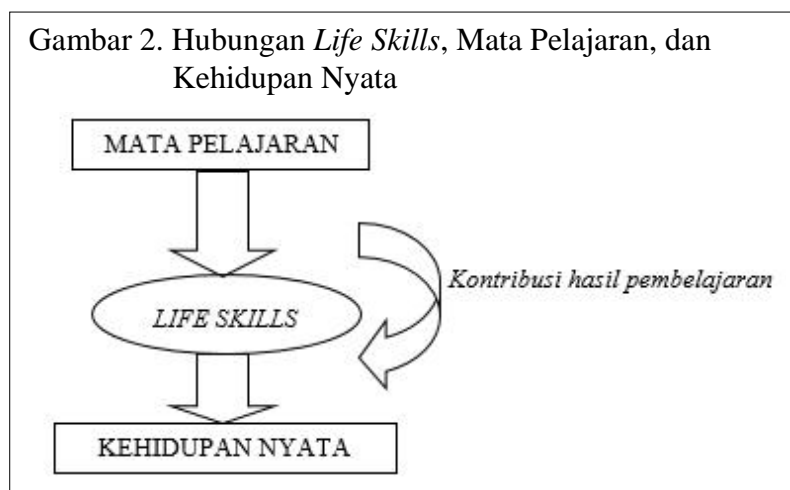 Gambar 2. Hubungan Life Skills, Mata Pelajaran, dan
Kehidupan Nyata
MATA PELAJARAN
Kontribusi hasil pembelajaran
LIFE SKILLS
KEHIDUPAN NYATA